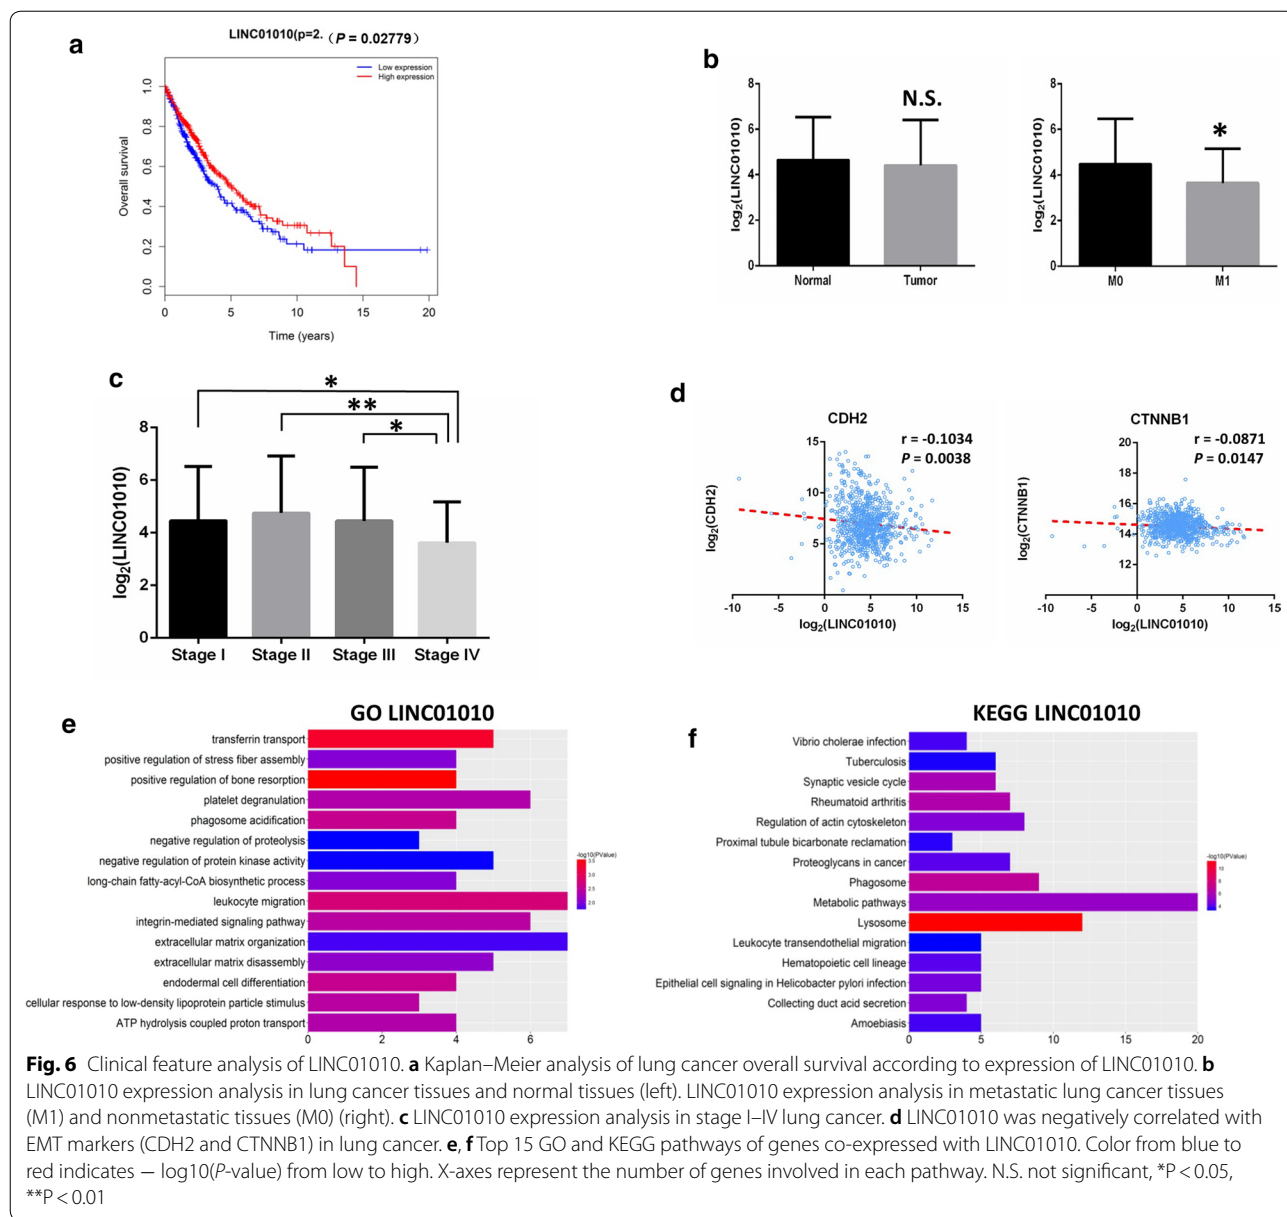 a
LINC01010(p=2. (P = 0.02779)
Low expression
High expression
Overall survival
1.0
0.8
0.6
0.4
0.2
0.0
0 5 10 15 20
Time (years)
b
log2(LINC01010)
8
6
4
2
0
N.S.
Normal Tumor
log2(LINC01010)
8
6
4
2
0
*
M0 M1
c
log2(LINC01010)
8
6
4
2
0
*
**
*
Stage I Stage II Stage III Stage IV
d
CDH2
r = -0.1034
P = 0.0038
log2(CDH2)
15
10
5
-10 -5 0 5 10 15
log2(LINC01010)
CTNNB1
r = -0.0871
P = 0.0147
log2(CTNNB1)
20
18
16
14
12
-10 -5 0 5 10 15
log2(LINC01010)
e
GO LINC01010
transferrin transport
positive regulation of stress fiber assembly
positive regulation of bone resorption
platelet degranulation
phagosome acidification
negative regulation of proteolysis
negative regulation of protein kinase activity
long-chain fatty-acyl-CoA biosynthetic process
leukocyte migration
integrin-mediated signaling pathway
extracellular matrix organization
extracellular matrix disassembly
endodermal cell differentiation
cellular response to low-density lipoprotein particle stimulus
ATP hydrolysis coupled proton transport
0 2 4 6
-log10(PValue)
3.5
3.0
2.5
2.0
f
KEGG LINC01010
Vibrio cholerae infection
Tuberculosis
Synaptic vesicle cycle
Rheumatoid arthritis
Regulation of actin cytoskeleton
Proximal tubule bicarbonate reclamation
Proteoglycans in cancer
Phagosome
Metabolic pathways
Lysosome
Leukocyte transendothelial migration
Hematopoietic cell lineage
Epithelial cell signaling in Helicobacter pylori infection
Collecting duct acid secretion
Amoebiasis
0 5 10 15 20
-log10(PValue)
10
8
6
4
Fig. 6 Clinical feature analysis of LINC01010. a Kaplan–Meier analysis of lung cancer overall survival according to expression of LINC01010. b
LINC01010 expression analysis in lung cancer tissues and normal tissues (left). LINC01010 expression analysis in metastatic lung cancer tissues
(M1) and nonmetastatic tissues (M0) (right). c LINC01010 expression analysis in stage I–IV lung cancer. d LINC01010 was negatively correlated with
EMT markers (CDH2 and CTNNB1) in lung cancer. e, f Top 15 GO and KEGG pathways of genes co-expressed with LINC01010. Color from blue to
red indicates − log10(P-value) from low to high. X-axes represent the number of genes involved in each pathway. N.S. not significant, *P < 0.05,
**P < 0.01